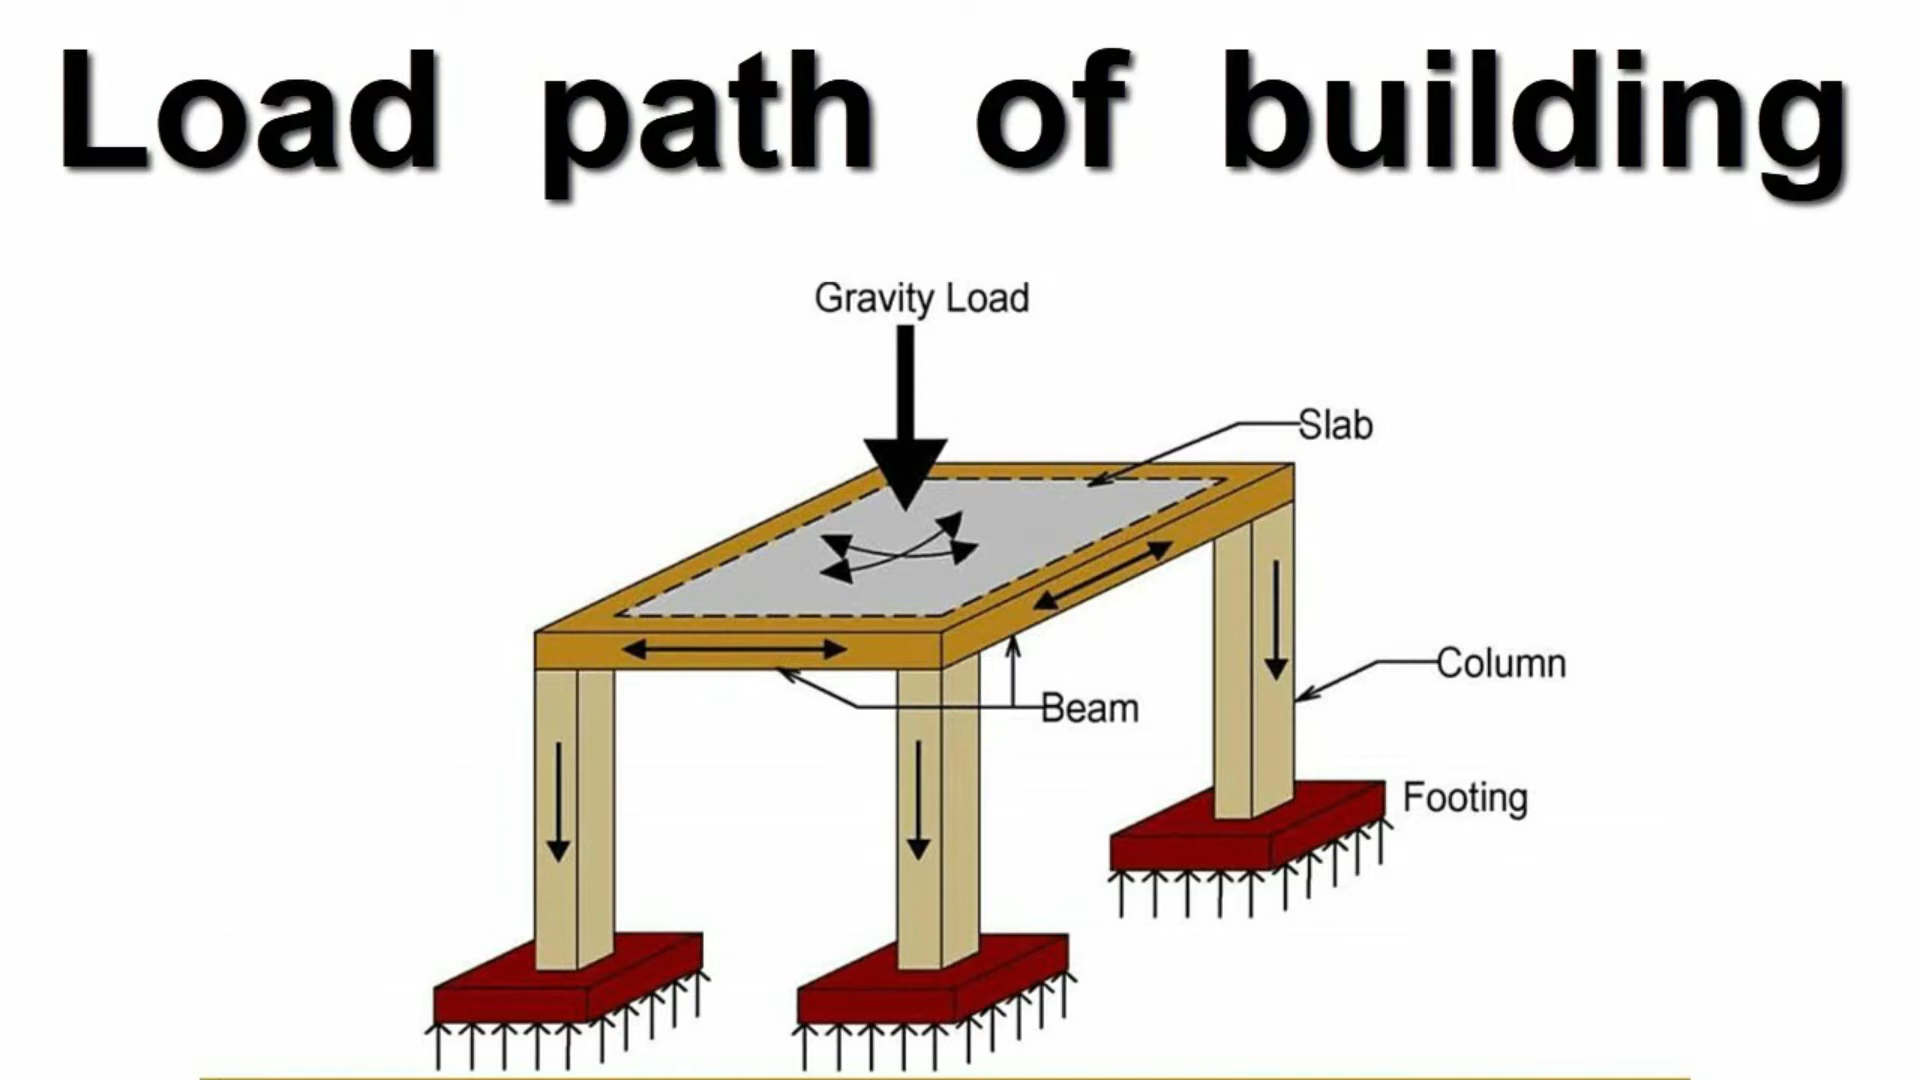 Load path of building
Gravity Load
Slab
Column
Beam
Footing